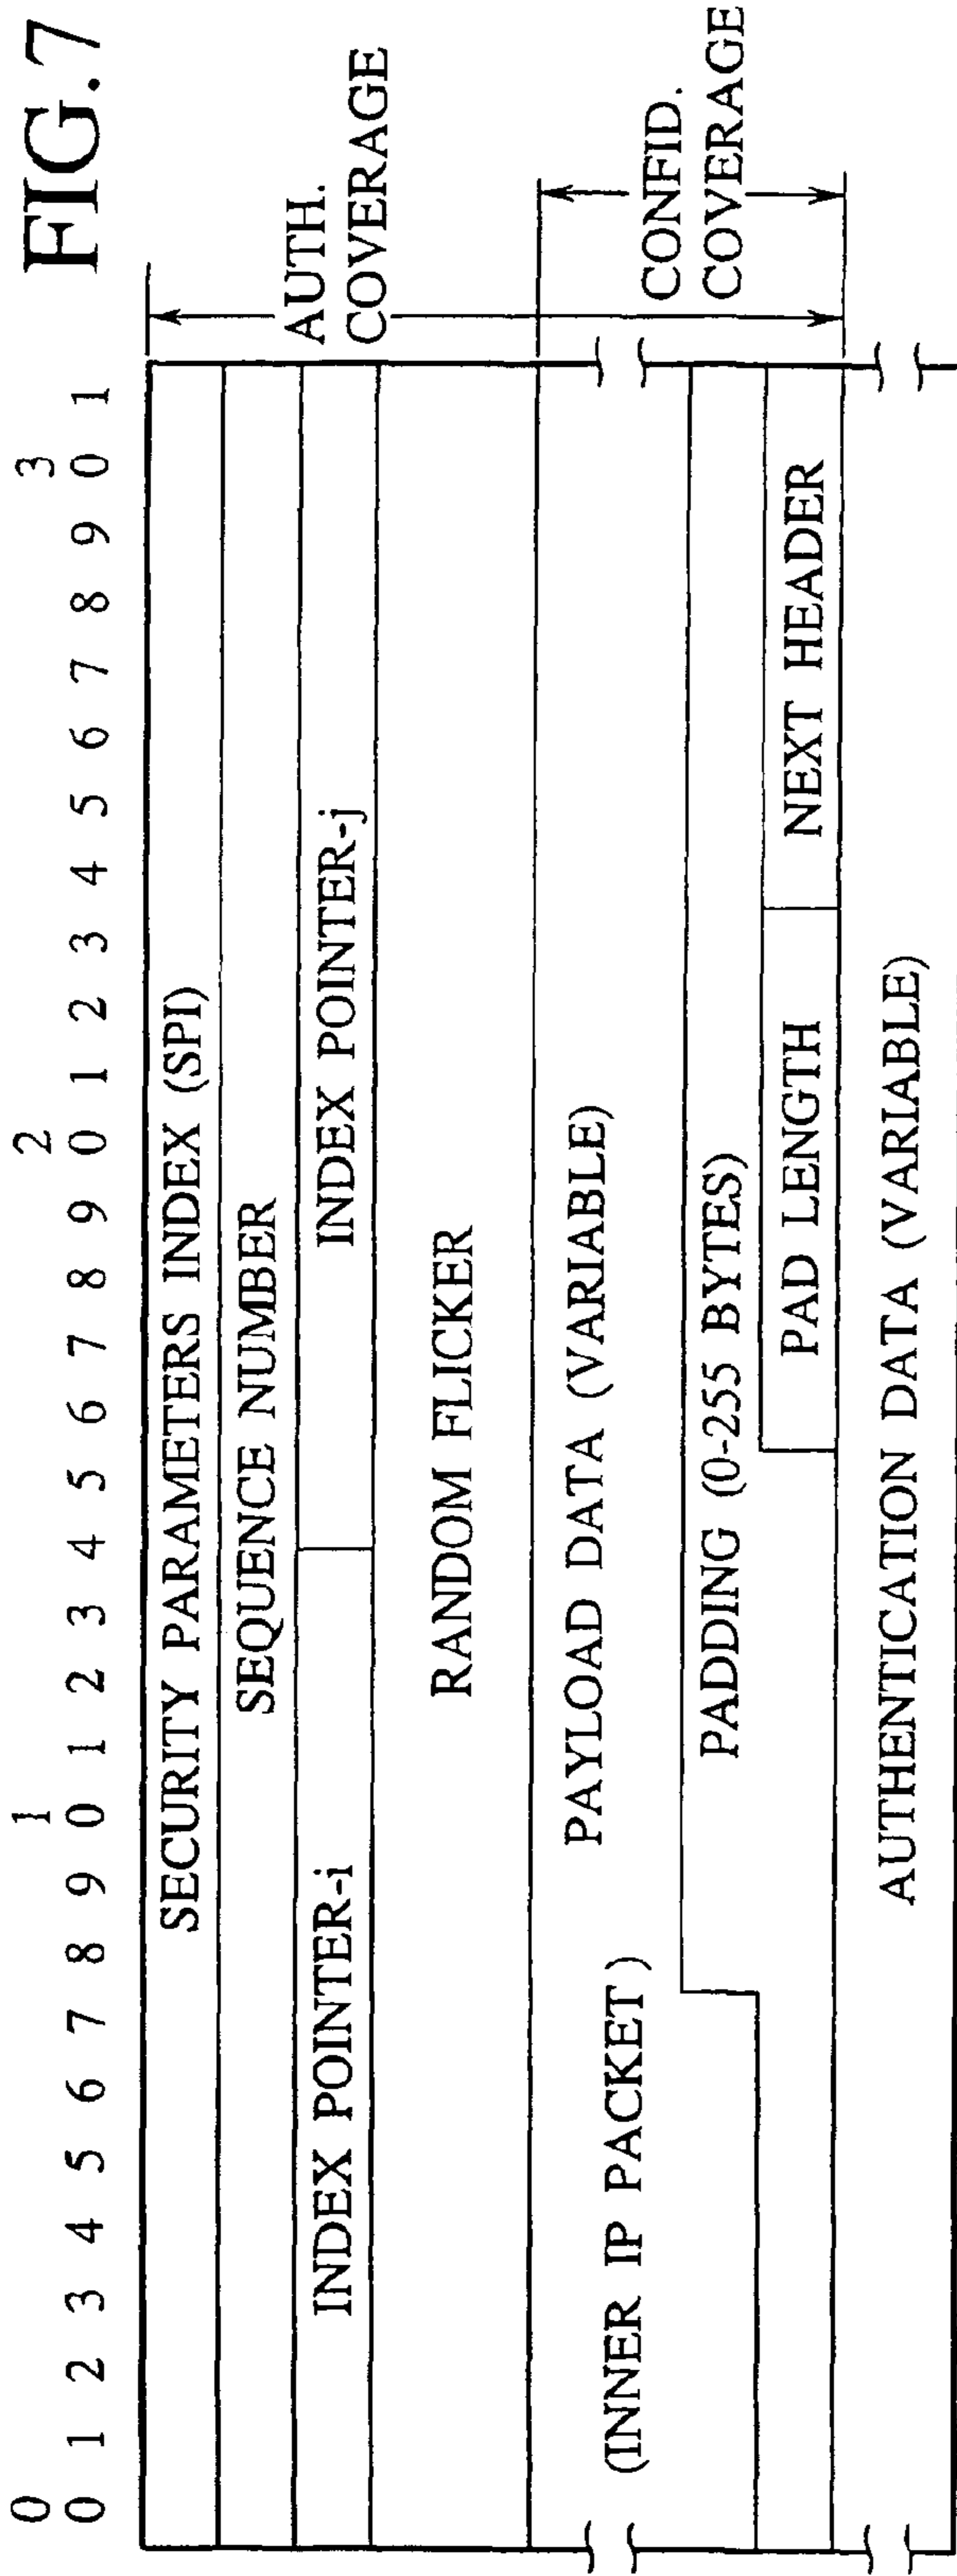 FIG.7
0 1 2 3
0 1 2 3 4 5 6 7 8 9 0 1 2 3 4 5 6 7 8 9 0 1 2 3 4 5 6 7 8 9 0 1
SECURITY PARAMETERS INDEX (SPI)
SEQUENCE NUMBER
INDEX POINTER-i INDEX POINTER-j
RANDOM FLICKER
PAYLOAD DATA (VARIABLE)
(INNER IP PACKET )
PADDING (0-255 BYTES)
PAD LENGTH NEXT HEADER
AUTHENTICATION DATA (VARIABLE)
AUTH.
COVERAGE
CONFID.
COVERAGE